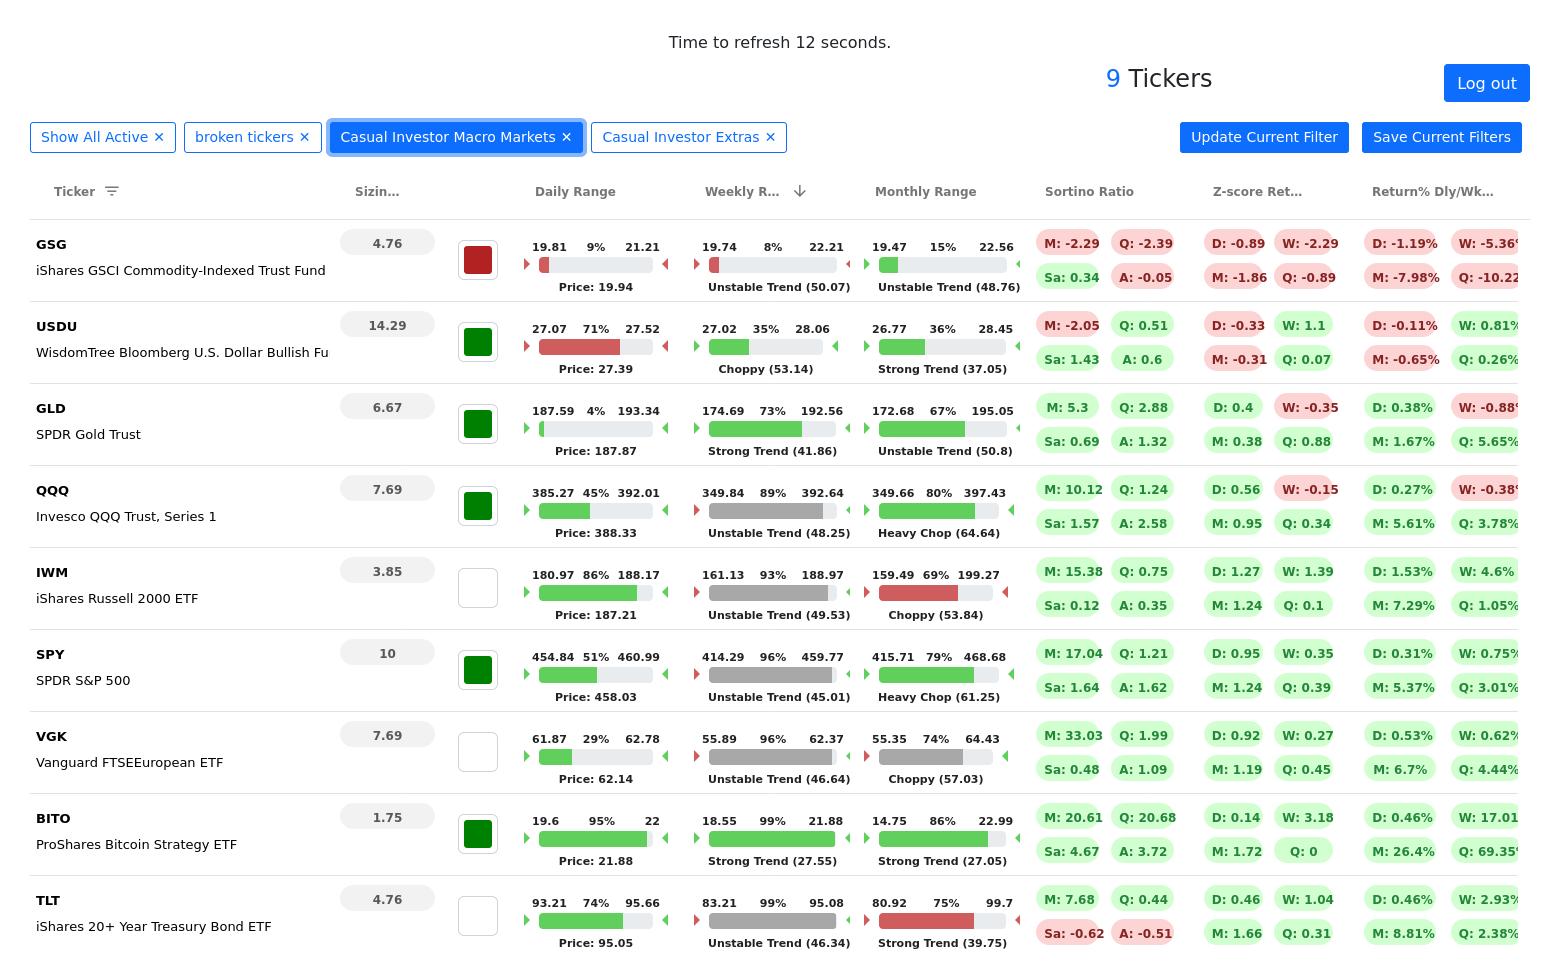 Time to refresh 12 seconds.
9 Tickers
Log out
Show All Active ✕ broken tickers ✕ Casual Investor Macro Markets ✕ Casual Investor Extras ✕ Update Current Filter Save Current Filters
Ticker Sizin... Daily Range Weekly R... Monthly Range Sortino Ratio Z-score Ret... Return% Dly/Wk...
GSG 4.76 19.81 9% 21.21 19.74 8% 22.21 19.47 15% 22.56 M: -2.29 Q: -2.39 D: -0.89 W: -2.29 D: -1.19% W: -5.36%
iShares GSCI Commodity-Indexed Trust Fund Sa: 0.34 A: -0.05 M: -1.86 Q: -0.89 M: -7.98% Q: -10.22
Price: 19.94 Unstable Trend (50.07) Unstable Trend (48.76)
USDU 14.29 27.07 71% 27.52 27.02 35% 28.06 26.77 36% 28.45 M: -2.05 Q: 0.51 D: -0.33 W: 1.1 D: -0.11% W: 0.81%
WisdomTree Bloomberg U.S. Dollar Bullish Fu Sa: 1.43 A: 0.6 M: -0.31 Q: 0.07 M: -0.65% Q: 0.26%
Price: 27.39 Choppy (53.14) Strong Trend (37.05)
GLD 6.67 187.59 4% 193.34 174.69 73% 192.56 172.68 67% 195.05 M: 5.3 Q: 2.88 D: 0.4 W: -0.35 D: 0.38% W: -0.88%
SPDR Gold Trust Sa: 0.69 A: 1.32 M: 0.38 Q: 0.88 M: 1.67% Q: 5.65%
Price: 187.87 Strong Trend (41.86) Unstable Trend (50.8)
QQQ 7.69 385.27 45% 392.01 349.84 89% 392.64 349.66 80% 397.43 M: 10.12 Q: 1.24 D: 0.56 W: -0.15 D: 0.27% W: -0.38%
Invesco QQQ Trust, Series 1 Sa: 1.57 A: 2.58 M: 0.95 Q: 0.34 M: 5.61% Q: 3.78%
Price: 388.33 Unstable Trend (48.25) Heavy Chop (64.64)
IWM 3.85 180.97 86% 188.17 161.13 93% 188.97 159.49 69% 199.27 M: 15.38 Q: 0.75 D: 1.27 W: 1.39 D: 1.53% W: 4.6%
iShares Russell 2000 ETF Sa: 0.12 A: 0.35 M: 1.24 Q: 0.1 M: 7.29% Q: 1.05%
Price: 187.21 Unstable Trend (49.53) Choppy (53.84)
SPY 10 454.84 51% 460.99 414.29 96% 459.77 415.71 79% 468.68 M: 17.04 Q: 1.21 D: 0.95 W: 0.35 D: 0.31% W: 0.75%
SPDR S&P 500 Sa: 1.64 A: 1.62 M: 1.24 Q: 0.39 M: 5.37% Q: 3.01%
Price: 458.03 Unstable Trend (45.01) Heavy Chop (61.25)
VGK 7.69 61.87 29% 62.78 55.89 96% 62.37 55.35 74% 64.43 M: 33.03 Q: 1.99 D: 0.92 W: 0.27 D: 0.53% W: 0.62%
Vanguard FTSEEuropean ETF Sa: 0.48 A: 1.09 M: 1.19 Q: 0.45 M: 6.7% Q: 4.44%
Price: 62.14 Unstable Trend (46.64) Choppy (57.03)
BITO 1.75 19.6 95% 22 18.55 99% 21.88 14.75 86% 22.99 M: 20.61 Q: 20.68 D: 0.14 W: 3.18 D: 0.46% W: 17.01
ProShares Bitcoin Strategy ETF Sa: 4.67 A: 3.72 M: 1.72 Q: 0 M: 26.4% Q: 69.35%
Price: 21.88 Strong Trend (27.55) Strong Trend (27.05)
TLT 4.76 93.21 74% 95.66 83.21 99% 95.08 80.92 75% 99.7 M: 7.68 Q: 0.44 D: 0.46 W: 1.04 D: 0.46% W: 2.93%
iShares 20+ Year Treasury Bond ETF Sa: -0.62 A: -0.51 M: 1.66 Q: 0.31 M: 8.81% Q: 2.38%
Price: 95.05 Unstable Trend (46.34) Strong Trend (39.75)